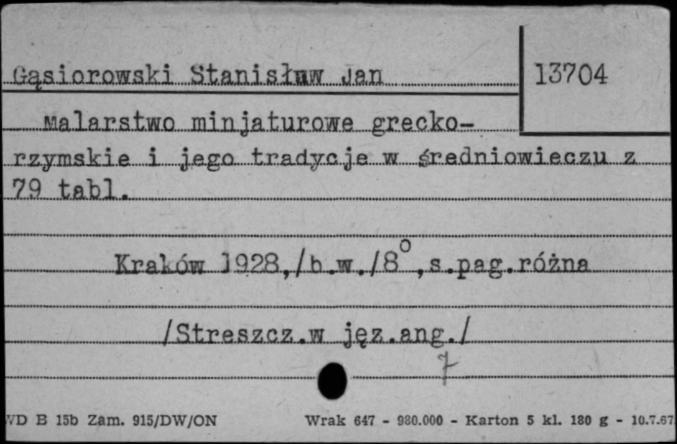 Gąsiorowski Stanisław Jan
13704
Malarstwo minjaturowe grecko-
rzymskie i jego tradycje w średniowieczu z
79 tabl.
Kraków 1928,/b.w./8°,s.pag.różna
/Streszcz.w jęz.ang./
7
VD B 15b Zam. 915/DW/ON Wrak 647 - 980.000 - Karton 5 kl. 180 g - 10.7.67